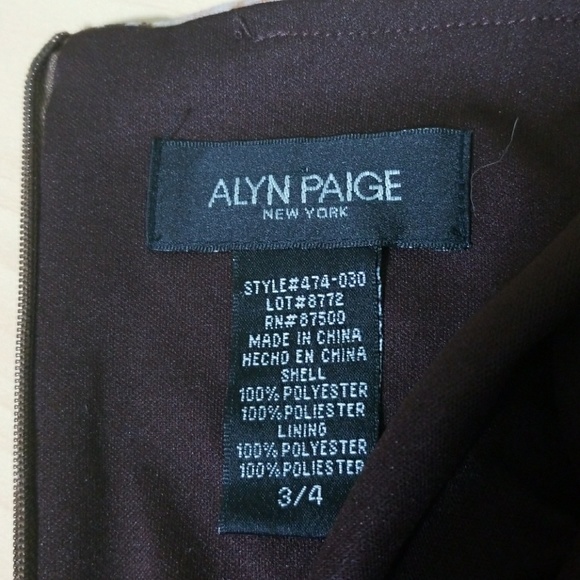 ALYN PAIGE
NEW YORK
STYLE#474-030
LOT#8772
RN#87500
MADE IN CHINA
HECHO EN CHINA
SHELL
100%POLYESTER
100%POLIESTER
LINING
100%POLYESTER
100%POLIESTER
3/4